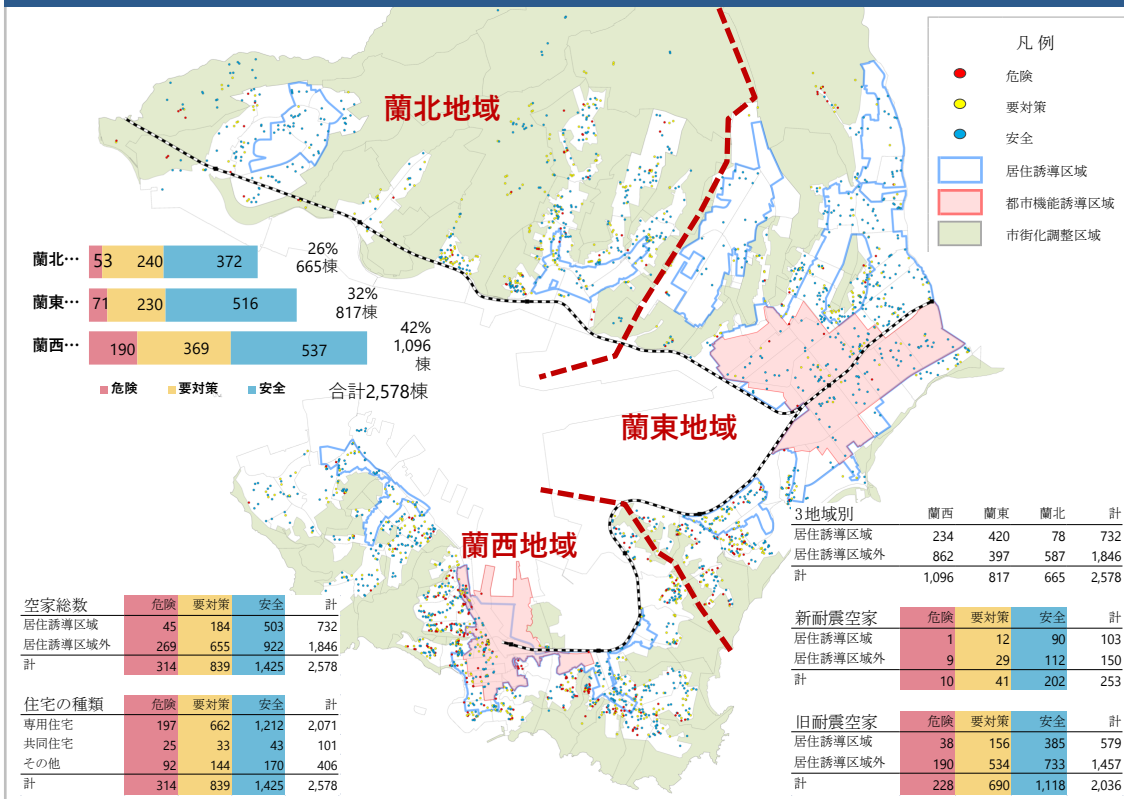 凡 例
危険
要対策
安全
居住誘導区域
都市機能誘導区域
市街化調整区域
蘭北地域
蘭東地域
蘭西地域
蘭北… 53 240 372 26% 665棟
蘭東… 71 230 516 32% 817棟
蘭西… 190 369 537 42% 1,096棟
危険 要対策 安全 合計2,578棟
空家総数 危険 要対策 安全 計
居住誘導区域 45 184 503 732
居住誘導区域外 269 655 922 1,846
計 314 839 1,425 2,578
住宅の種類 危険 要対策 安全 計
専用住宅 197 662 1,212 2,071
共同住宅 25 33 43 101
その他 92 144 170 406
計 314 839 1,425 2,578
3地域別 蘭西 蘭東 蘭北 計
居住誘導区域 234 420 78 732
居住誘導区域外 862 397 587 1,846
計 1,096 817 665 2,578
新耐震空家 危険 要対策 安全 計
居住誘導区域 1 12 90 103
居住誘導区域外 9 29 112 150
計 10 41 202 253
旧耐震空家 危険 要対策 安全 計
居住誘導区域 38 156 385 579
居住誘導区域外 190 534 733 1,457
計 228 690 1,118 2,036